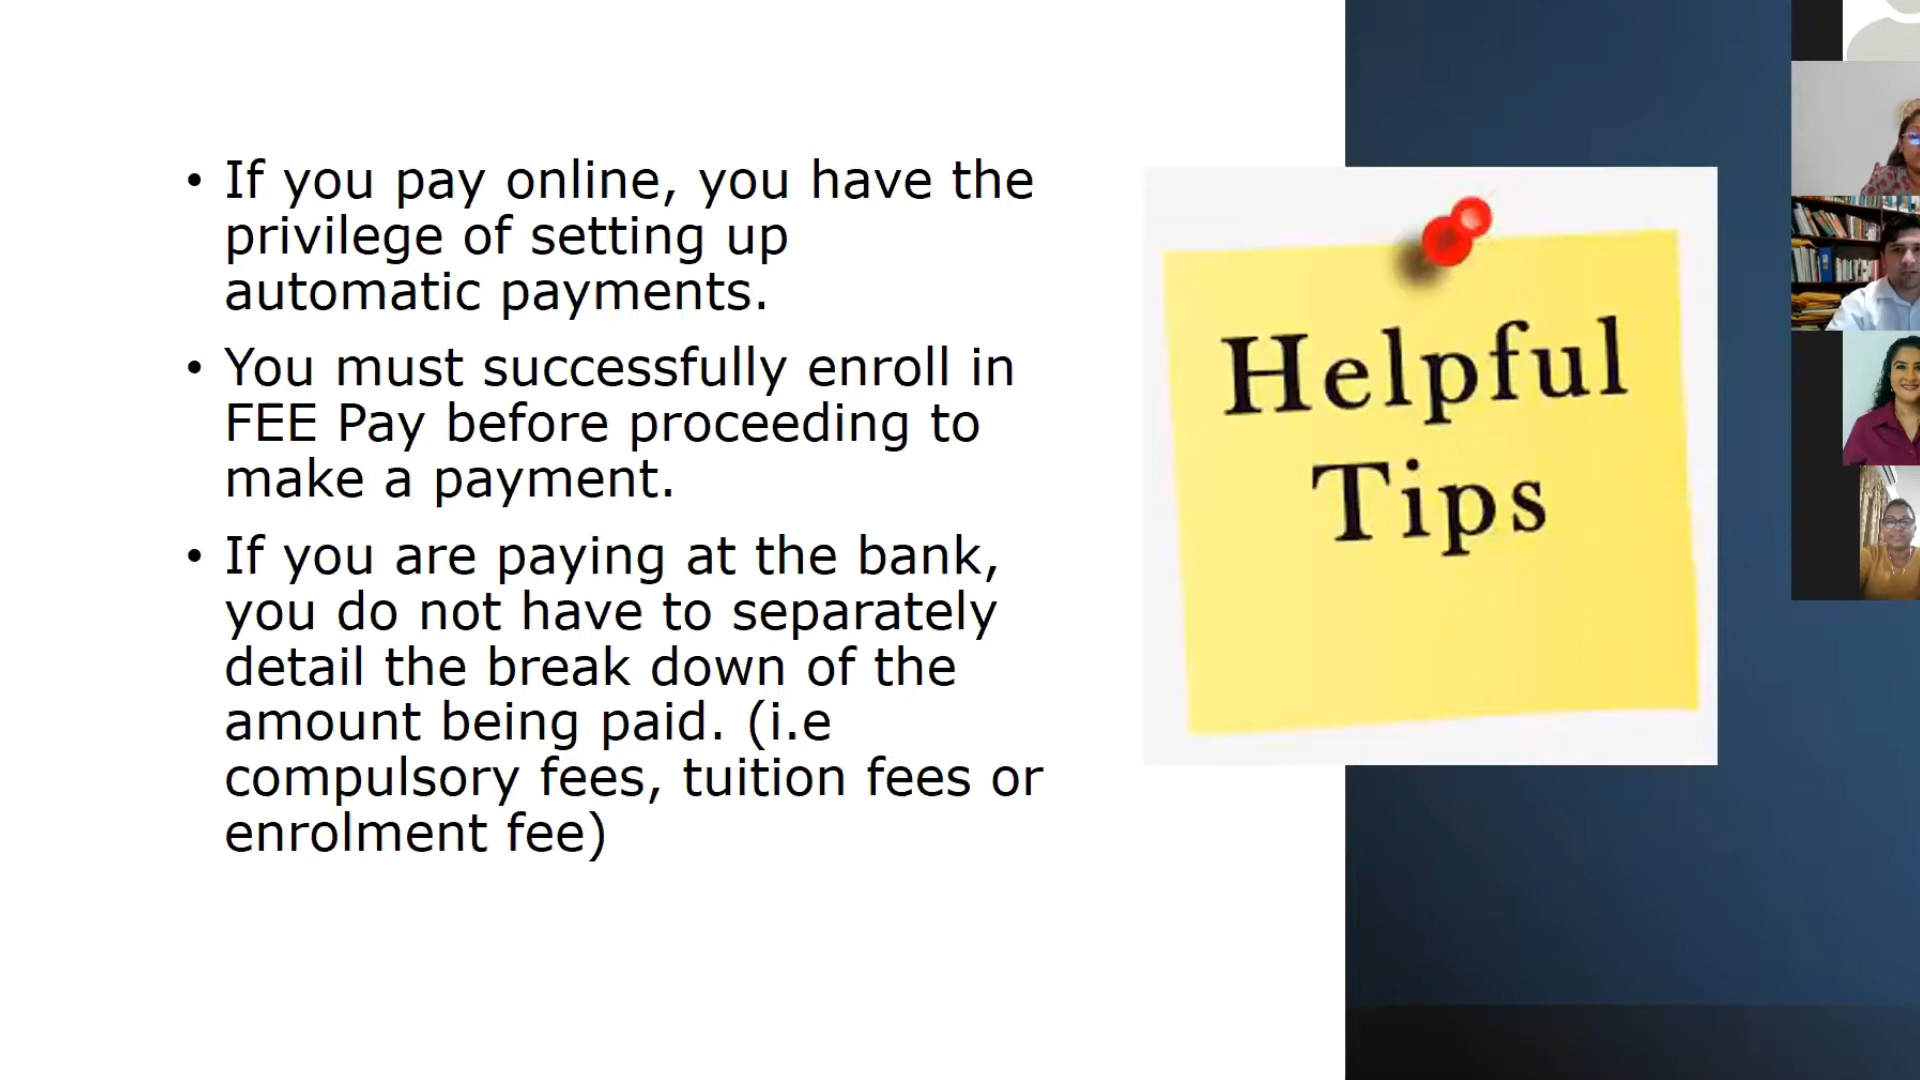 • If you pay online, you have the
privilege of setting up
automatic payments.
• You must successfully enroll in
FEE Pay before proceeding to
make a payment.
• If you are paying at the bank,
you do not have to separately
detail the break down of the
amount being paid. (i.e
compulsory fees, tuition fees or
enrolment fee)
Helpful
Tips